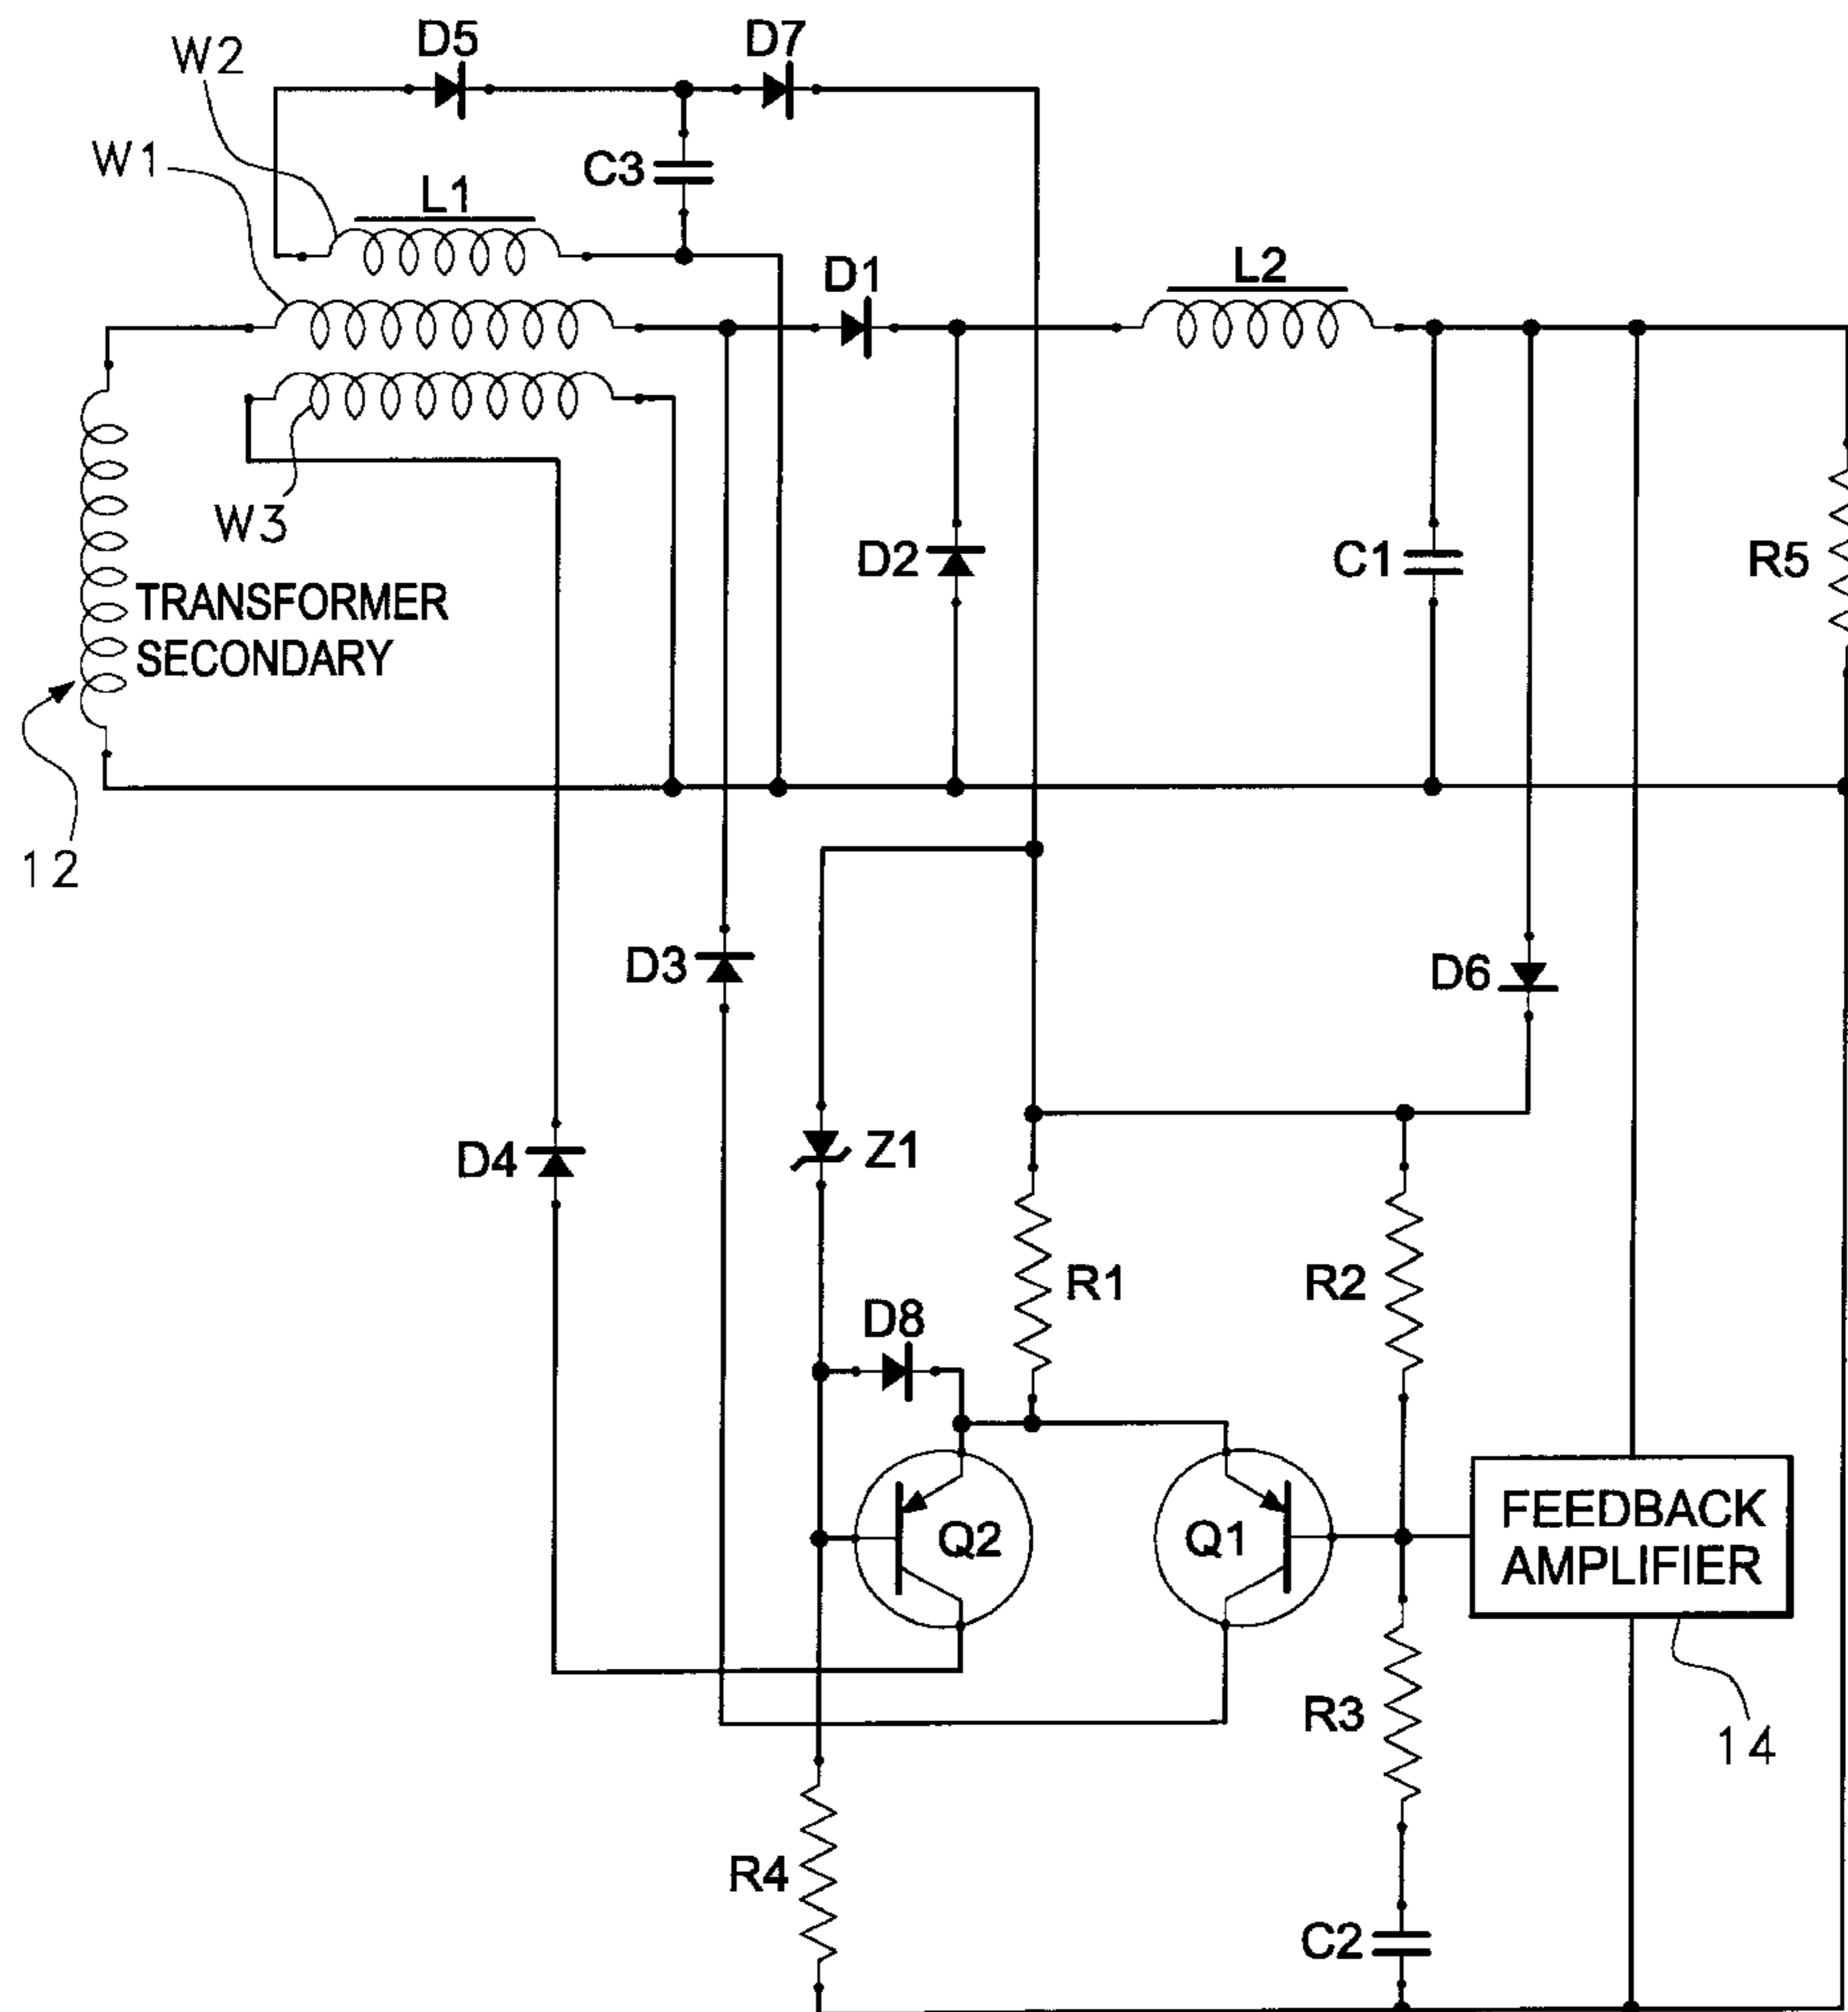 D5
D7
W2
W1
C3
L1
D1
L2
W3
D2
C1
R5
TRANSFORMER
SECONDARY
12
D3
D6
D4
Z1
R1
R2
D8
Q2
Q1
FEEDBACK
AMPLIFIER
R3
14
R4
C2